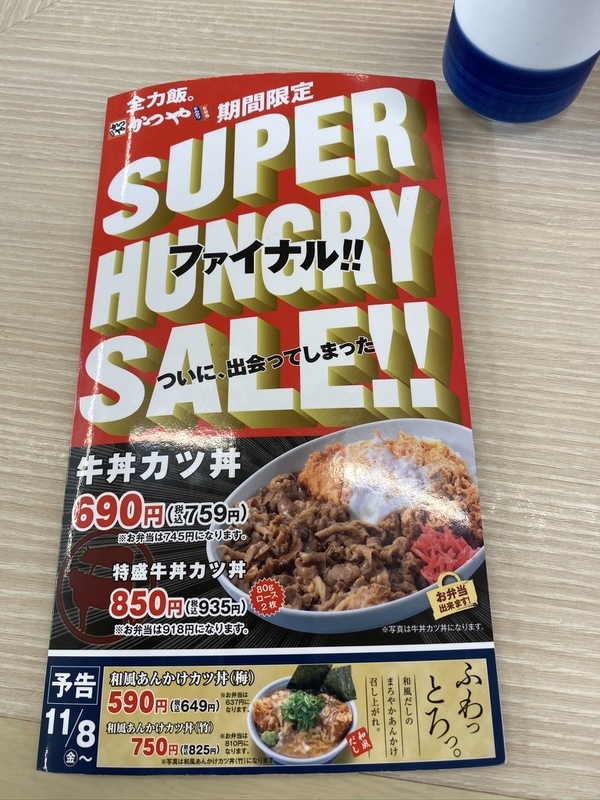 全力飯。
かつや
期間限定
SUPER
HUNGRY
ファイナル!!
SALE!!
ついに、出会ってしまった
牛丼カツ丼
690円(税込759円)
※お弁当は745円になります。
特盛牛丼カツ丼
850円(税込935円)
※お弁当は918円になります。
80g
ロース
2枚
お弁当
出来ます!
※写真は牛丼カツ丼になります。
予告
11/8
(金)~
和風あんかけカツ丼(梅)
590円(税込649円)
※お弁当は
637円に
なります。
和風あんかけカツ丼(竹)
750円(税込825円)
※お弁当は
810円に
なります。
※写真は和風あんかけカツ丼(竹)になります。
和風
だし
ふわっ
とろっ。
和風だしの
まろやかあんかけ
召し上がれ。